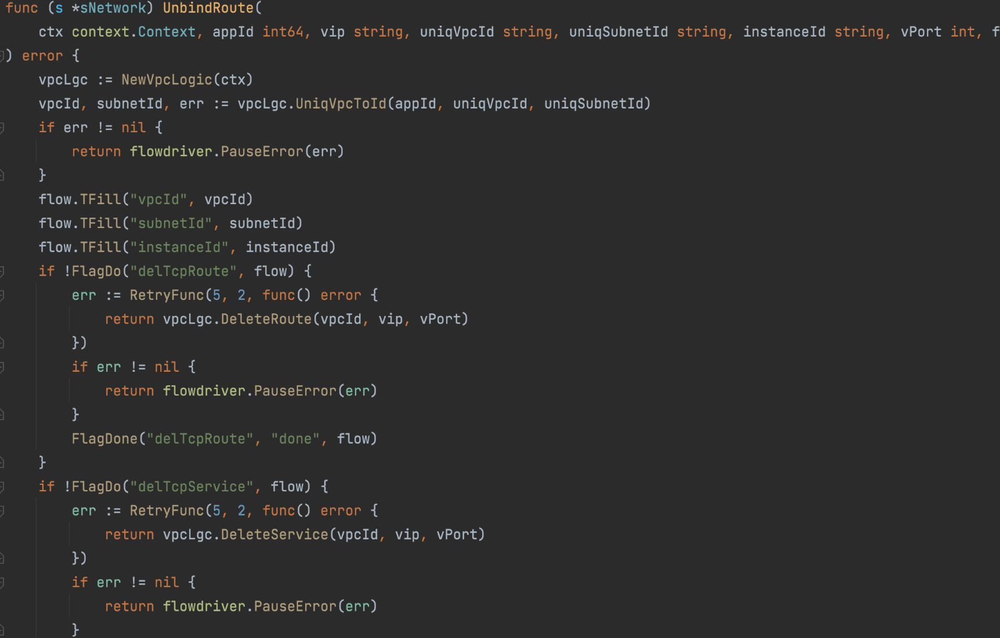 func (s *sNetwork) UnbindRoute(
    ctx context.Context, appId int64, vip string, uniqVpcId string, uniqSubnetId string, instanceId string, vPort int, f
) error {
    vpcLgc := NewVpcLogic(ctx)
    vpcId, subnetId, err := vpcLgc.UniqVpcToId(appId, uniqVpcId, uniqSubnetId)
    if err != nil {
        return flowdriver.PauseError(err)
    }
    flow.TFill("vpcId", vpcId)
    flow.TFill("subnetId", subnetId)
    flow.TFill("instanceId", instanceId)
    if !FlagDo("delTcpRoute", flow) {
        err := RetryFunc(5, 2, func() error {
            return vpcLgc.DeleteRoute(vpcId, vip, vPort)
        })
        if err != nil {
            return flowdriver.PauseError(err)
        }
        FlagDone("delTcpRoute", "done", flow)
    }
    if !FlagDo("delTcpService", flow) {
        err := RetryFunc(5, 2, func() error {
            return vpcLgc.DeleteService(vpcId, vip, vPort)
        })
        if err != nil {
            return flowdriver.PauseError(err)
        }